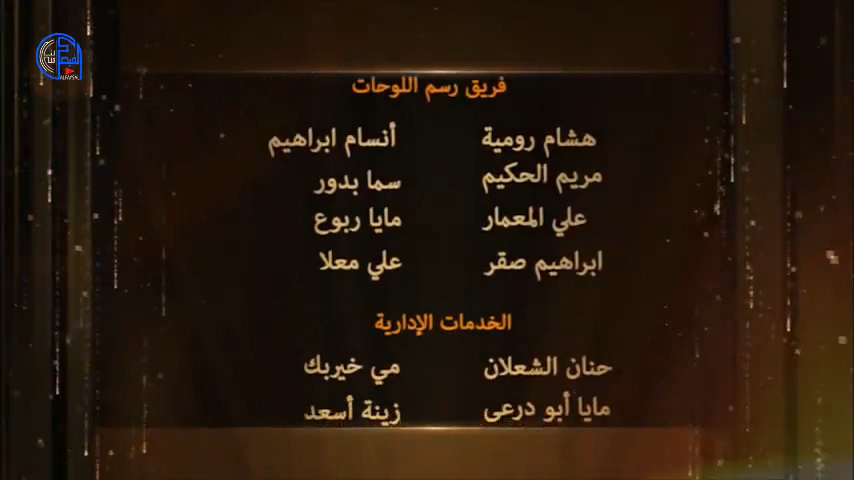 فريق رسم اللوحات
هشام رومية أنسام ابراهيم
مريم الحكيم سما بدور
علي المعمار مايا ربوع
ابراهيم صقر علي معلا
الخدمات الإدارية
حنان الشعلان مي خيربك
مايا أبو درعى زينة أسعد